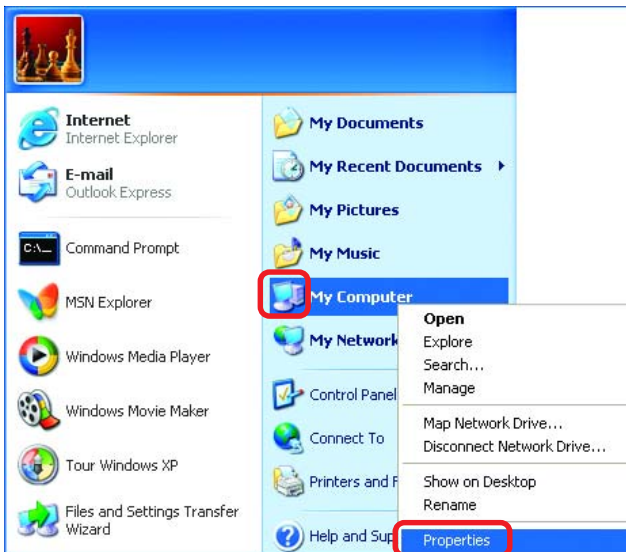 Internet
Internet Explorer
E-mail
Outlook Express
C:\_
Command Prompt
MSN Explorer
Windows Media Player
Windows Movie Maker
Tour Windows XP
Files and Settings Transfer
Wizard
My Documents
My Recent Documents
My Pictures
My Music
My Computer
My Network
Control Panel
Connect To
Printers and F
Help and Sup
Open
Explore
Search...
Manage
Map Network Drive...
Disconnect Network Drive...
Show on Desktop
Rename
Properties